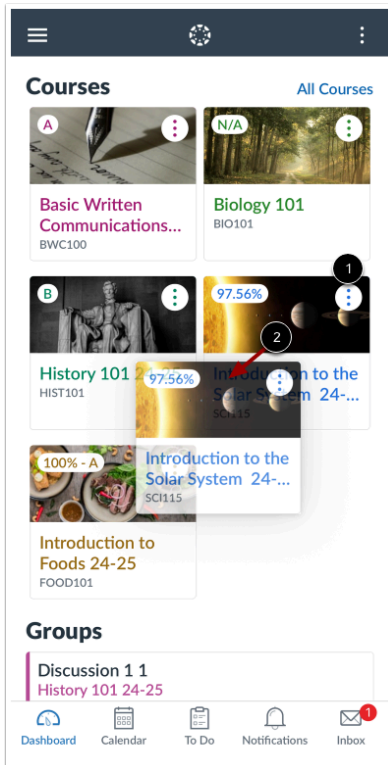 Courses
All Courses
A
N/A
Basic Written
Communications...
BWC100
Biology 101
BIO101
1
B
97.56%
2
History 101 2
HIST101
Introduction to the
Solar System 24-...
SCI115
97.56%
Introduction to the
Solar System 24-...
SCI115
100% - A
Introduction to
Foods 24-25
FOOD101
Groups
Discussion 1 1
History 101 24-25
Dashboard
Calendar
To Do
Notifications
1
Inbox